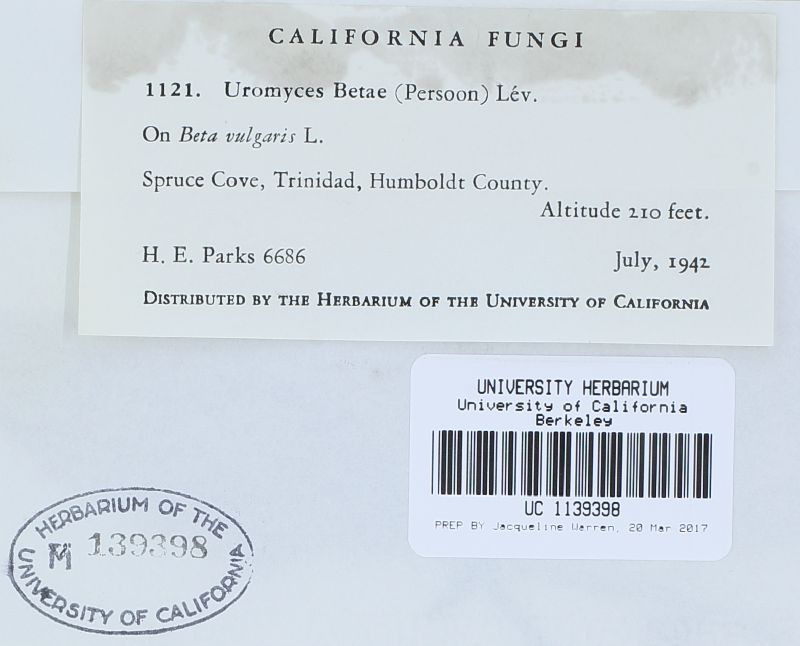 CALIFORNIA FUNGI
1121. Uromyces Betae (Persoon) Lév.
On Beta vulgaris L.
Spruce Cove, Trinidad, Humboldt County.
Altitude 210 feet.
H. E. Parks 6686 July, 1942
DISTRIBUTED BY THE HERBARIUM OF THE UNIVERSITY OF CALIFORNIA
UNIVERSITY HERBARIUM
University of California
Berkeley
UC 1139398
PREP BY Jacqueline Warren, 20 Mar 2017
HERBARIUM OF THE
M 139398
UNIVERSITY OF CALIFORNIA